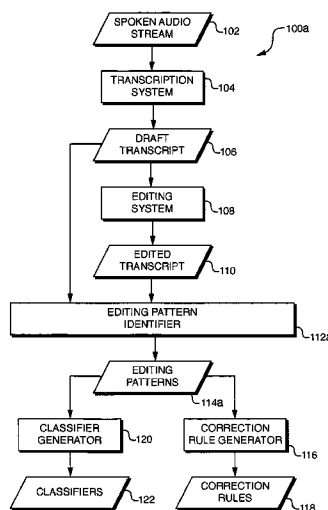 SPOKEN AUDIO
STREAM
102
100a
TRANSCRIPTION
SYSTEM
104
DRAFT
TRANSCRIPT
106
EDITING
SYSTEM
108
EDITED
TRANSCRIPT
110
EDITING PATTERN
IDENTIFIER
112a
EDITING
PATTERNS
114a
CLASSIFIER
GENERATOR
120
CORRECTION
RULE GENERATOR
116
CLASSIFIERS
122
CORRECTION
RULES
118